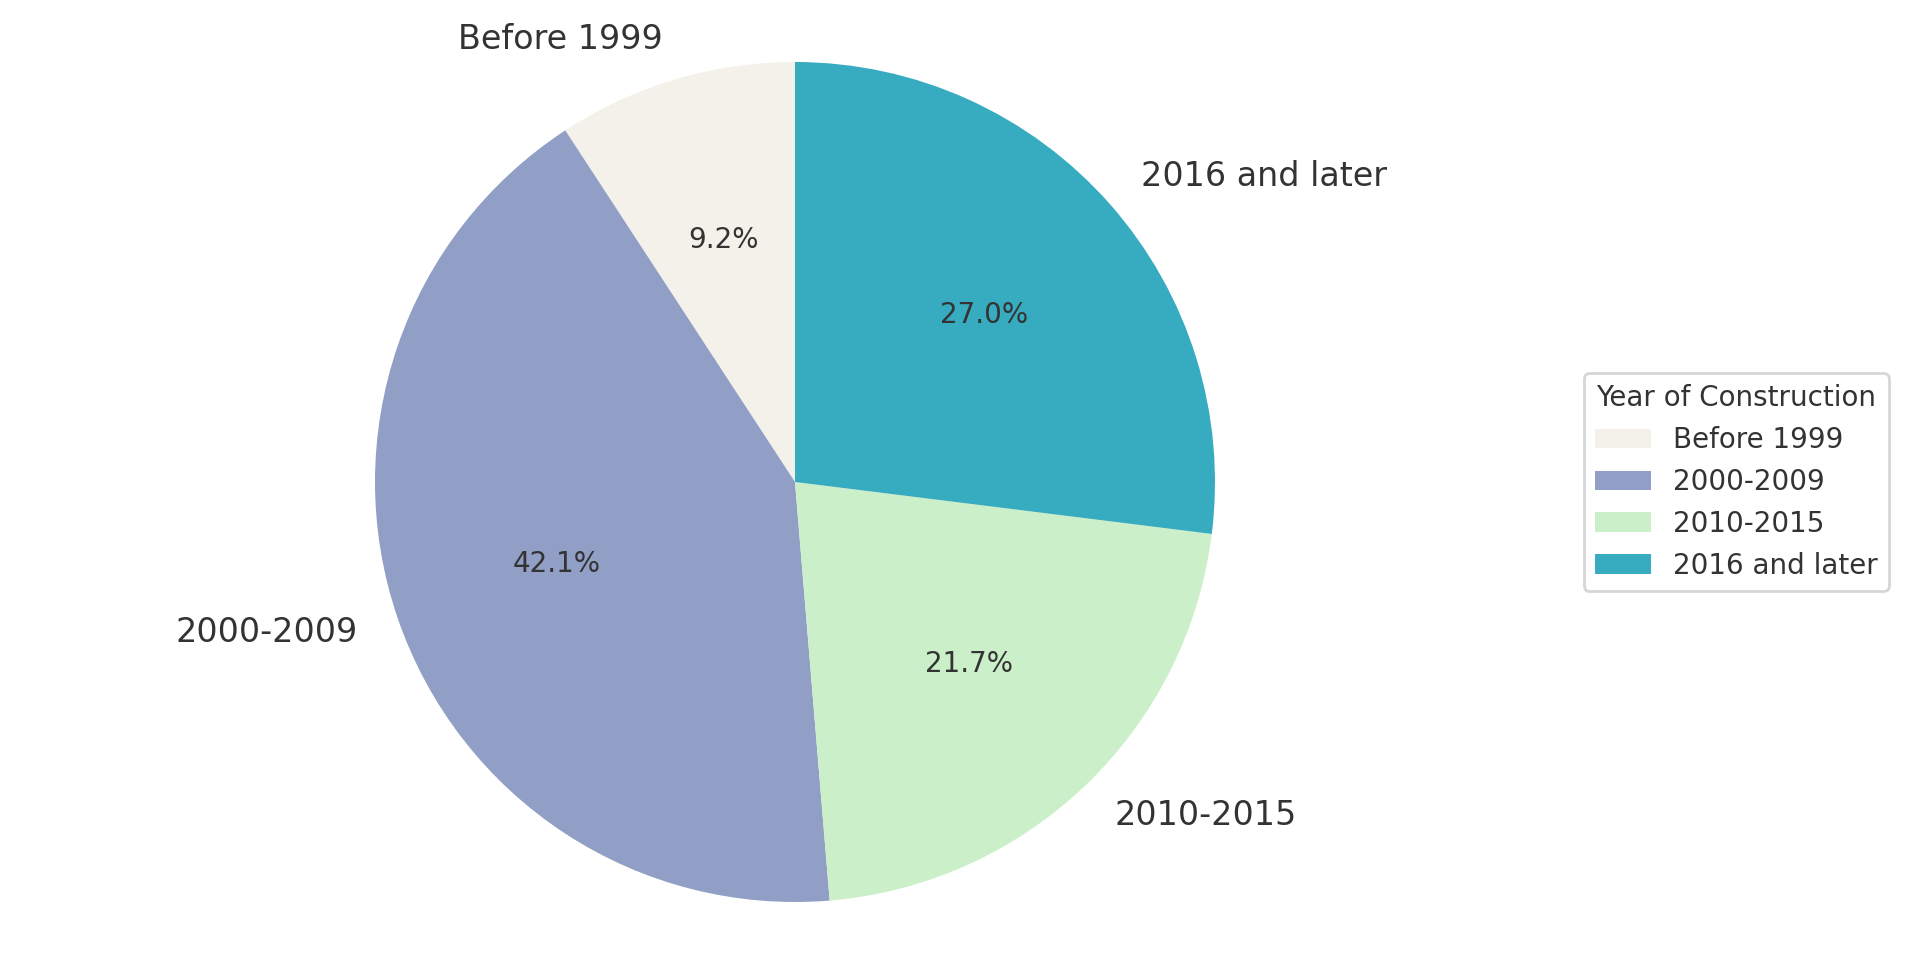 Before 1999
2016 and later
9.2%
27.0%
42.1%
21.7%
2000-2009
2010-2015
Year of Construction
Before 1999
2000-2009
2010-2015
2016 and later